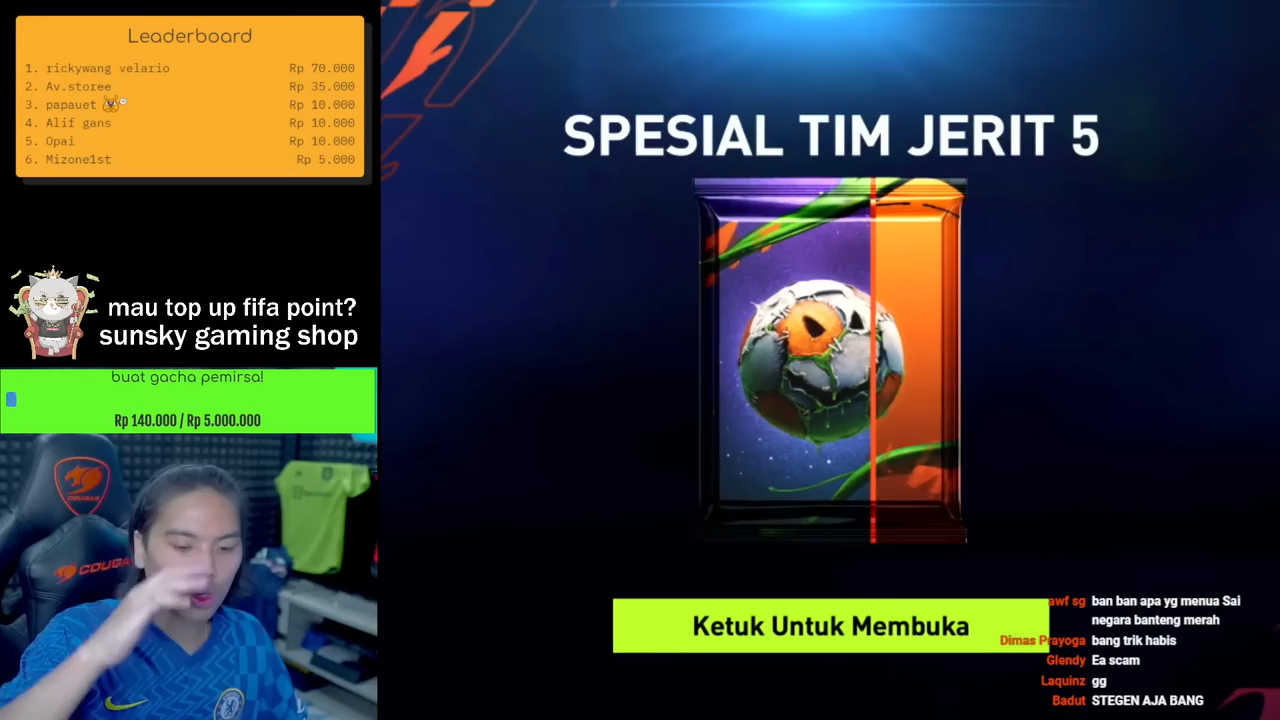 Leaderboard
1. rickywang velario Rp 70.000
2. Av.storee Rp 35.000
3. papauet Rp 10.000
4. Alif gans Rp 10.000
5. Opai Rp 10.000
6. Mizone1st Rp 5.000
mau top up fifa point?
sunsky gaming shop
buat gacha pemirsa!
Rp 140.000 / Rp 5.000.000
COUGAR
COUGA
SPESIAL TIM JERIT 5
Ketuk Untuk Membuka
awf sg ban ban apa yg menua Sai
negara banteng merah
Dimas Prayoga bang trik habis
Glendy Ea scam
Laquinz gg
Badut STEGEN AJA BANG